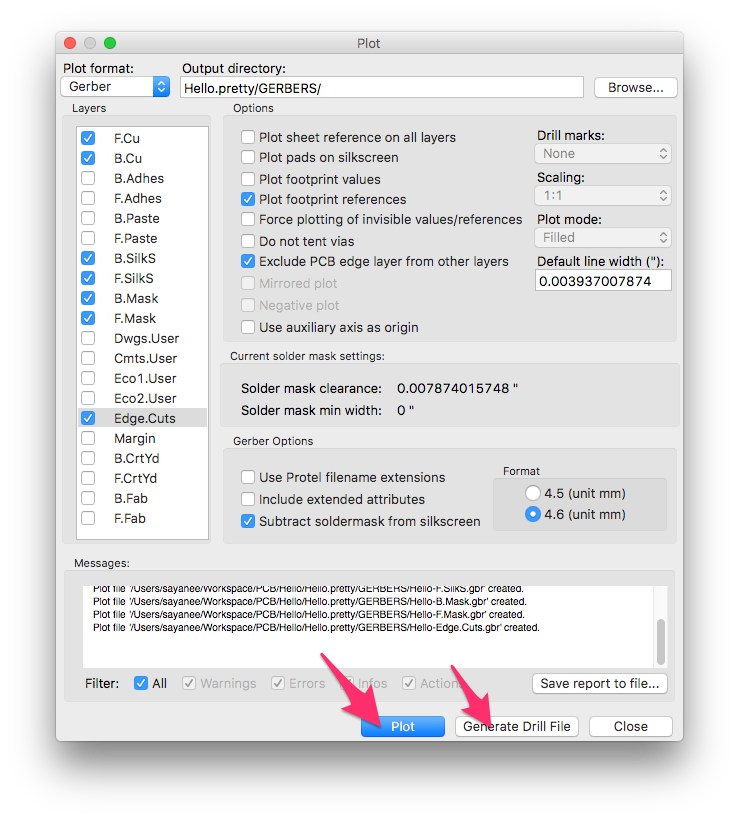 Plot
Plot format:
Output directory:
Gerber
Hello.pretty/GERBERS/
Browse...
Layers
F.Cu
B.Cu
B.Adhes
F.Adhes
B.Paste
F.Paste
B.SilkS
F.SilkS
B.Mask
F.Mask
Dwgs.User
Cmts.User
Eco1.User
Eco2.User
Edge.Cuts
Margin
B.CrtYd
F.CrtYd
B.Fab
F.Fab
Options
Plot sheet reference on all layers
Plot pads on silkscreen
Plot footprint values
Plot footprint references
Force plotting of invisible values/references
Do not tent vias
Exclude PCB edge layer from other layers
Mirrored plot
Negative plot
Use auxiliary axis as origin
Drill marks:
None
Scaling:
1:1
Plot mode:
Filled
Default line width ("):
0.003937007874
Current solder mask settings:
Solder mask clearance: 0.007874015748 "
Solder mask min width: 0 "
Gerber Options
Use Protel filename extensions
Include extended attributes
Subtract soldermask from silkscreen
Format
4.5 (unit mm)
4.6 (unit mm)
Messages:
Plot file '/Users/sayanee/Workspace/PCB/Hello/Hello.pretty/GERBERS/Hello-F.SilkS.gbr' created.
Plot file '/Users/sayanee/Workspace/PCB/Hello/Hello.pretty/GERBERS/Hello-B.Mask.gbr' created.
Plot file '/Users/sayanee/Workspace/PCB/Hello/Hello.pretty/GERBERS/Hello-F.Mask.gbr' created.
Plot file '/Users/sayanee/Workspace/PCB/Hello/Hello.pretty/GERBERS/Hello-Edge.Cuts.gbr' created.
Filter: All Warnings Errors Infos Actions
Save report to file...
Plot
Generate Drill File
Close